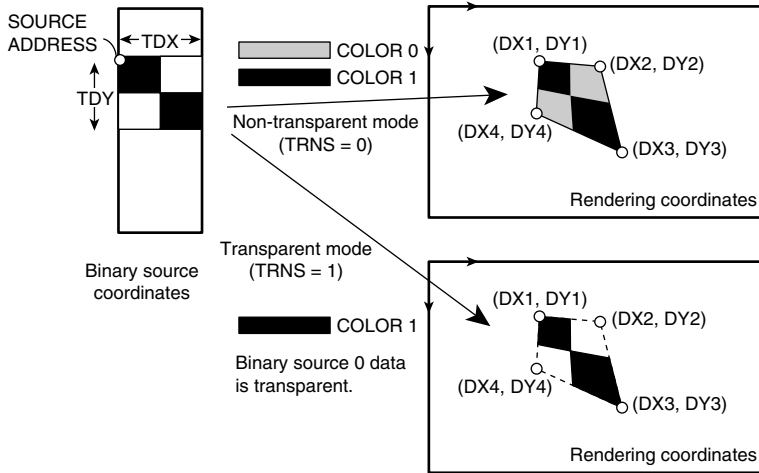 SOURCE
ADDRESS
TDX
TDY
COLOR 0
COLOR 1
Non-transparent mode
(TRNS = 0)
(DX1, DY1)
(DX2, DY2)
(DX4, DY4)
(DX3, DY3)
Rendering coordinates
Binary source
coordinates
Transparent mode
(TRNS = 1)
COLOR 1
Binary source 0 data
is transparent.
(DX1, DY1)
(DX2, DY2)
(DX4, DY4)
(DX3, DY3)
Rendering coordinates